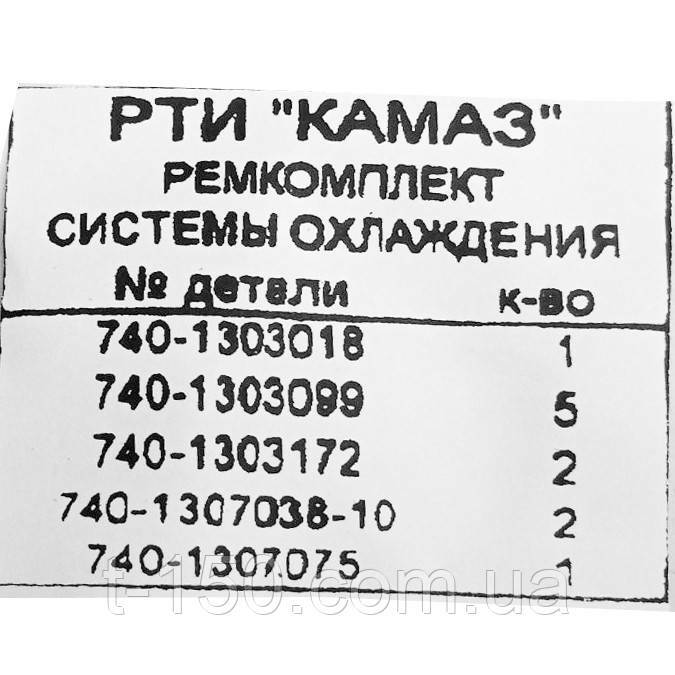 РТИ "КАМАЗ"
РЕМКОМПЛЕКТ
СИСТЕМЫ ОХЛАЖДЕНИЯ
№ детали к-во
740-1303018 1
740-1303099 5
740-1303172 2
740-1307038-10 2
740-1307075 1
t-150.com.ua